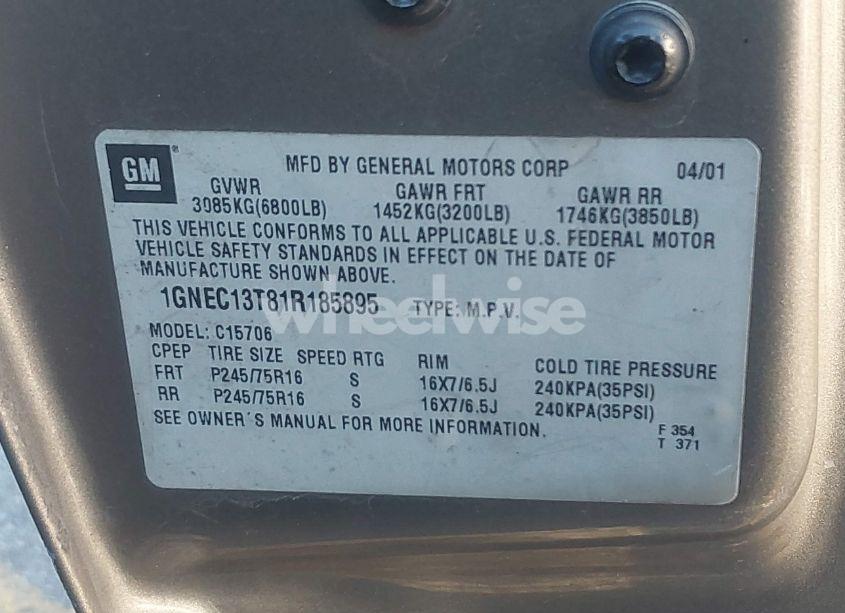 GM ® MFD BY GENERAL MOTORS CORP 04/01
GVWR GAWR FRT GAWR RR
3085KG(6800LB) 1452KG(3200LB) 1746KG(3850LB)
THIS VEHICLE CONFORMS TO ALL APPLICABLE U.S. FEDERAL MOTOR
VEHICLE SAFETY STANDARDS IN EFFECT ON THE DATE OF
MANUFACTURE SHOWN ABOVE.
1GNEC13T81R185895 TYPE: M.P.V.
wheelwise
MODEL: C15706
CPEP TIRE SIZE SPEED RTG RIM COLD TIRE PRESSURE
FRT P245/75R16 S 16X7/6.5J 240KPA(35PSI)
RR P245/75R16 S 16X7/6.5J 240KPA(35PSI)
SEE OWNER'S MANUAL FOR MORE INFORMATION.
F 354
T 371